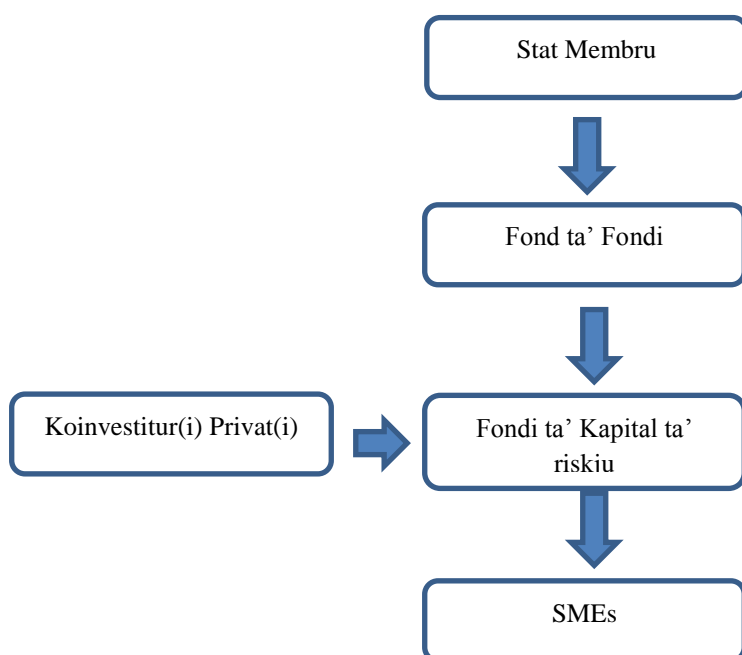 Stat Membru
Fond ta’ Fondi
Koinvestitur(i) Privat(i)
Fondi ta’ Kapital ta’
riskju
SMEs